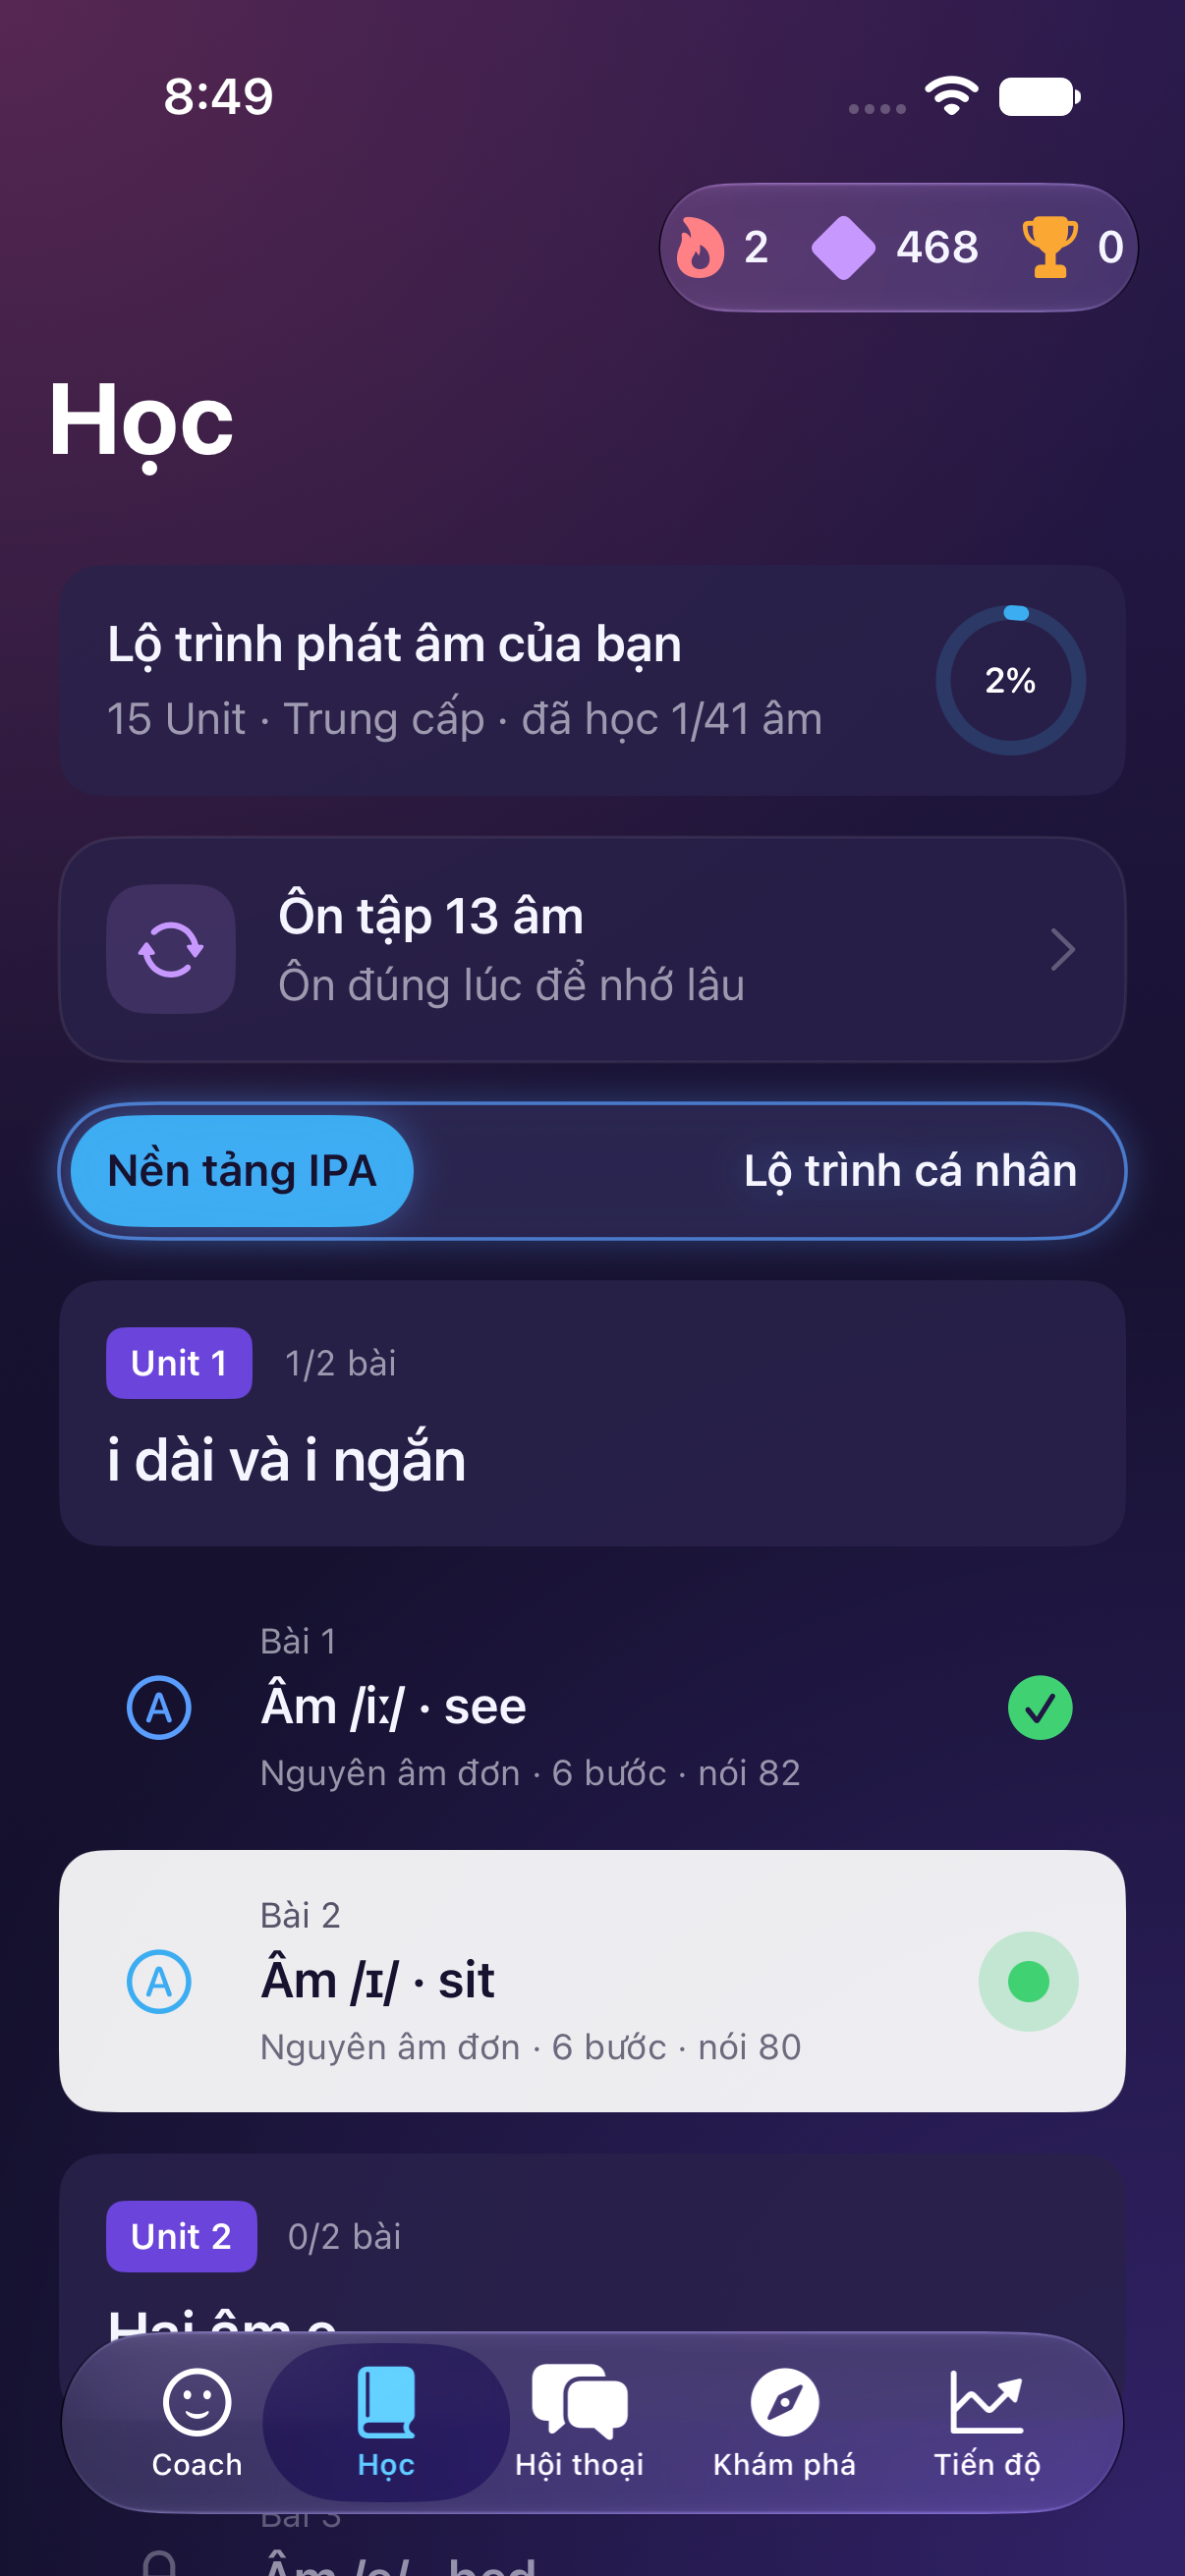 8:49
2 468 0
Học
Lộ trình phát âm của bạn
15 Unit · Trung cấp · đã học 1/41 âm
2%
Ôn tập 13 âm
Ôn đúng lúc để nhớ lâu
Nền tảng IPA
Lộ trình cá nhân
Unit 1 1/2 bài
i dài và i ngắn
Bài 1
Âm /iː/ · see
Nguyên âm đơn · 6 bước · nói 82
Bài 2
Âm /ɪ/ · sit
Nguyên âm đơn · 6 bước · nói 80
Unit 2 0/2 bài
Hai âm e
Coach Học Hội thoại Khám phá Tiến độ
Bài 3